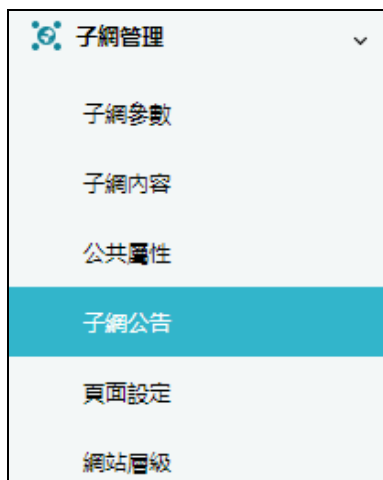 子網管理
子網參數
子網內容
公共屬性
子網公告
頁面設定
網站層級